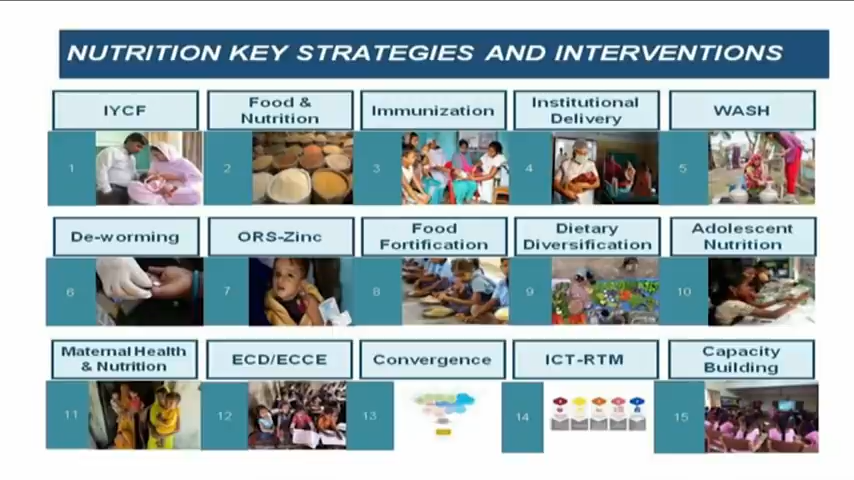 NUTRITION KEY STRATEGIES AND INTERVENTIONS
IYCF
Food &
Nutrition
Immunization
Institutional
Delivery
WASH
1
2
3
4
5
De-worming
ORS-Zinc
Food
Fortification
Dietary
Diversification
Adolescent
Nutrition
6
7
8
9
10
Maternal Health
& Nutrition
ECD/ECCE
Convergence
ICT-RTM
Capacity
Building
11
12
13
14
15